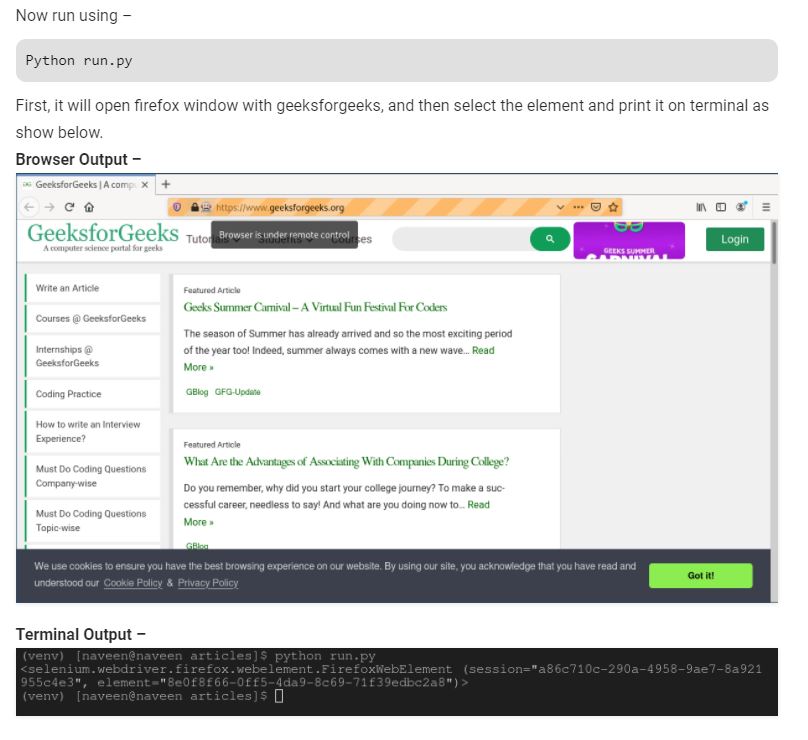 Now run using –
Python run.py
First, it will open firefox window with geeksforgeeks, and then select the element and print it on terminal as
show below.
Browser Output –
GeeksforGeeks | A comp
https://www.geeksforgeeks.org
GeeksforGeeks
A computer science portal for geeks
Tutorials Students Courses
Browser is under remote control
GEEKS SUMMER
CARNIVAL
Login
Write an Article
Courses @ GeeksforGeeks
Internships @
GeeksforGeeks
Coding Practice
How to write an Interview
Experience?
Must Do Coding Questions
Company-wise
Must Do Coding Questions
Topic-wise
Featured Article
Geeks Summer Carnival – A Virtual Fun Festival For Coders
The season of Summer has already arrived and so the most exciting period
of the year too! Indeed, summer always comes with a new wave... Read
More »
GBlog GFG-Update
Featured Article
What Are the Advantages of Associating With Companies During College?
Do you remember, why did you start your college journey? To make a suc-
cessful career, needless to say! And what are you doing now to... Read
More »
GBlog
We use cookies to ensure you have the best browsing experience on our website. By using our site, you acknowledge that you have read and
understood our Cookie Policy & Privacy Policy
Got it!
Terminal Output –
(venv) [naveen@naveen articles]$ python run.py
<selenium.webdriver.firefox.webelement.FirefoxWebElement (session="a86c710c-290a-4958-9ae7-8a921
955c4e3", element="8e0f8f66-0ff5-4da9-8c69-71f39edbc2a8")>
(venv) [naveen@naveen articles]$